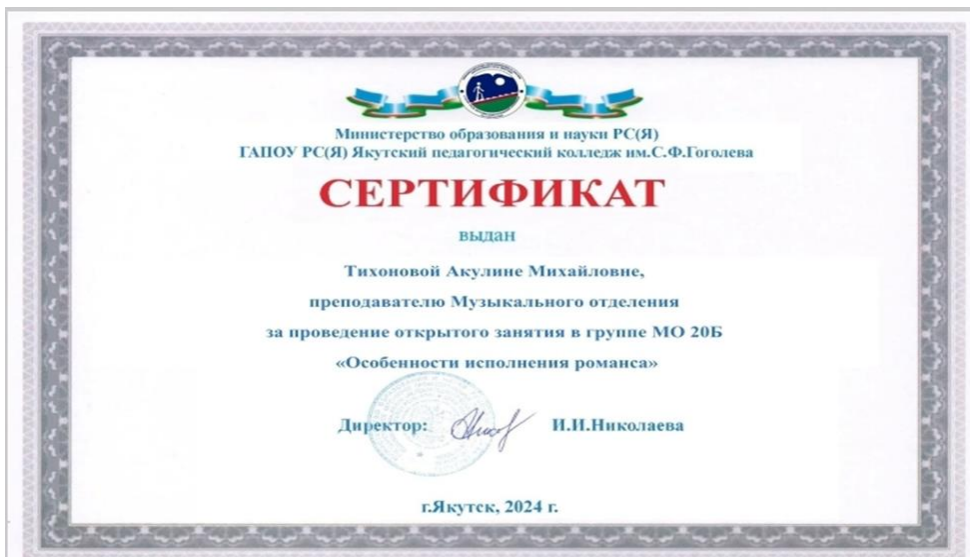 Министерство образования и науки РС(Я)
ГАПОУ РС(Я) Якутский педагогический колледж им.С.Ф.Гоголева
СЕРТИФИКАТ
выдан
Тихоновой Акулине Михайловне,
преподавателю Музыкального отделения
за проведение открытого занятия в группе МО 20Б
«Особенности исполнения романса»
Директор: И.И.Николаева
г.Якутск, 2024 г.